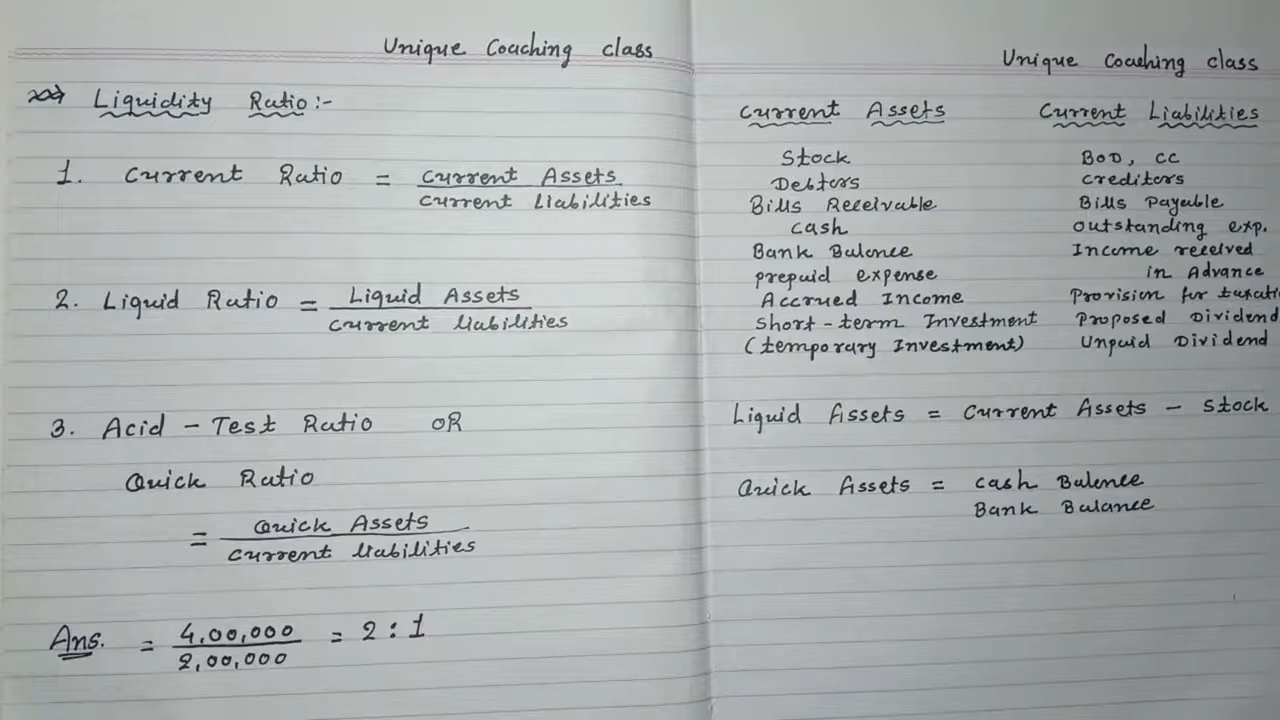 Unique Coaching class
Liquidity Ratio:-
1. Current Ratio = Current Assets
Current Liabilities
2. Liquid Ratio = Liquid Assets
Current liabilities
3. Acid - Test Ratio OR
Quick Ratio
= Quick Assets
Current liabilities
Ans. = 4,00,000 = 2 : 1
2,00,000
Unique Coaching class
Current Assets Current Liabilities
Stock BOD, CC
Debtors Creditors
Bills Receivable Bills Payable
Cash Outstanding exp.
Bank Balance Income received
prepaid expense in Advance
Accrued Income Provision for taxati
Short-term Investment Proposed Dividend
(temporary Investment) Unpaid Dividend
Liquid Assets = Current Assets - Stock
Quick Assets = Cash Balance
Bank Balance